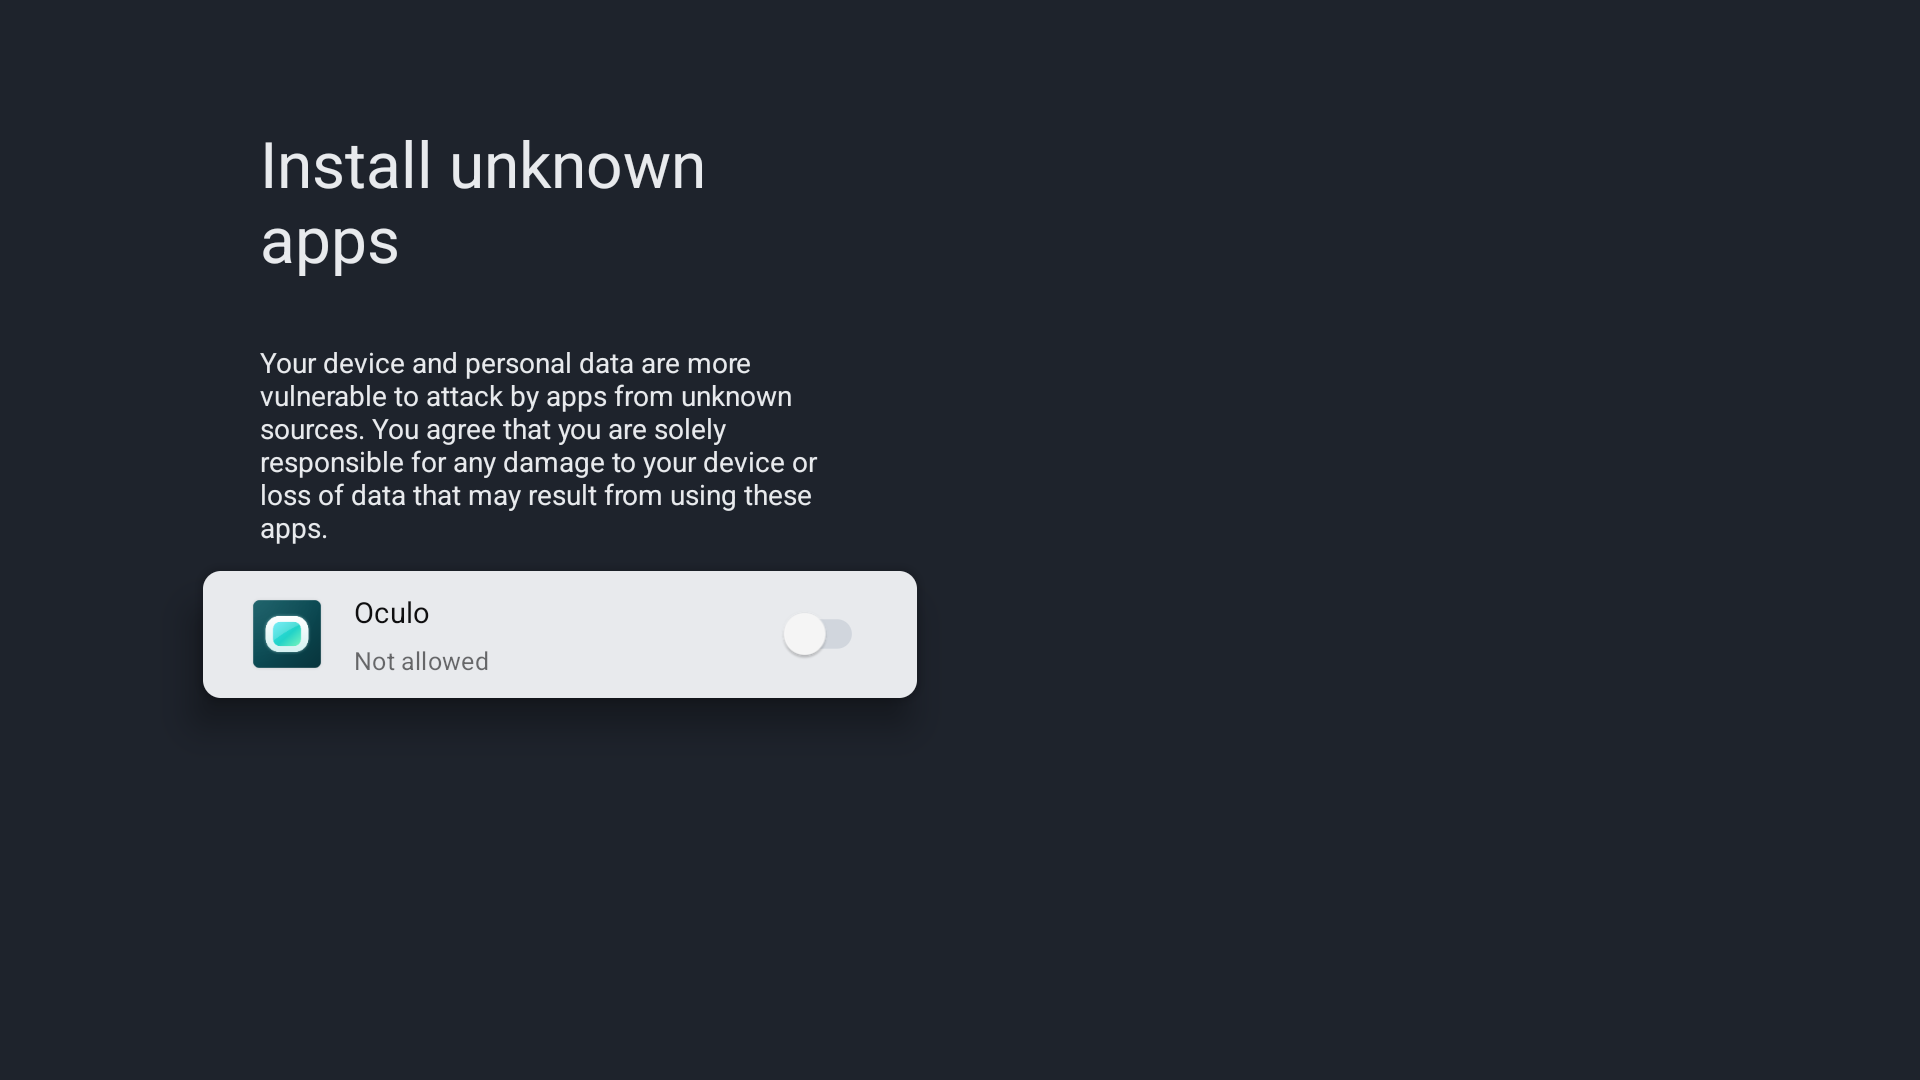 Install unknown
apps
Your device and personal data are more
vulnerable to attack by apps from unknown
sources. You agree that you are solely
responsible for any damage to your device or
loss of data that may result from using these
apps.
Oculo
Not allowed